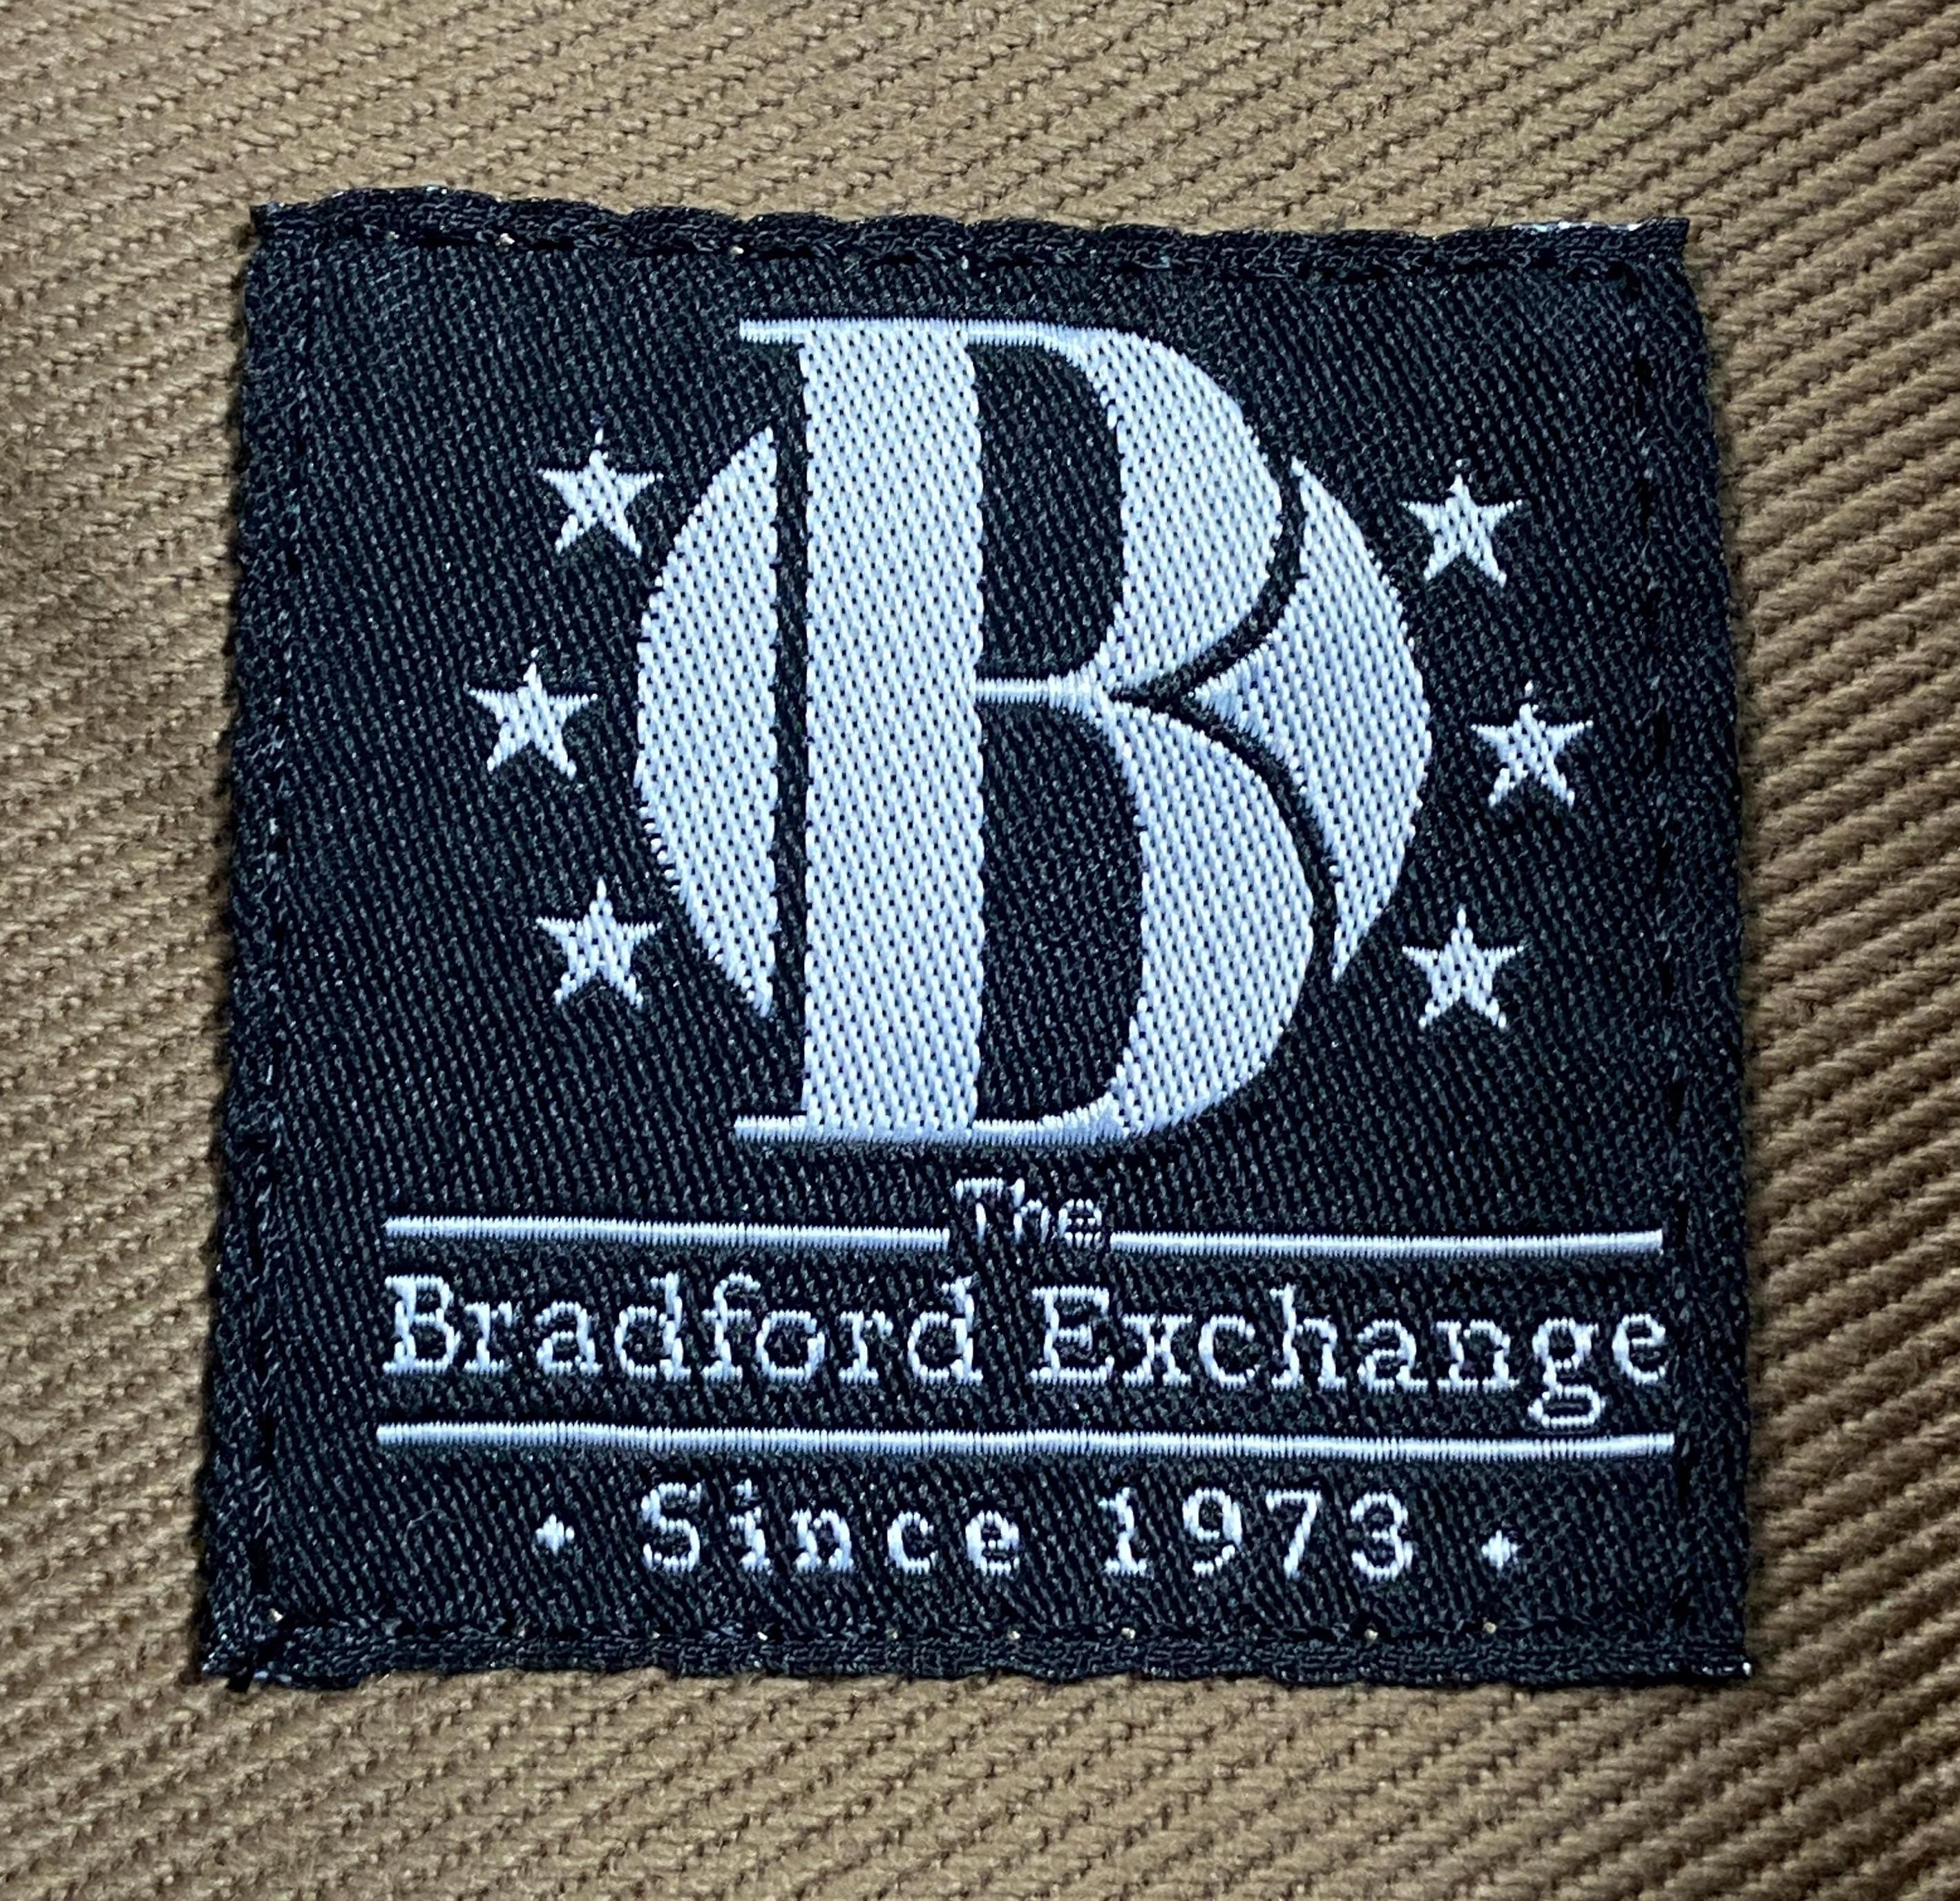 B
The
Bradford Exchange
Since 1973